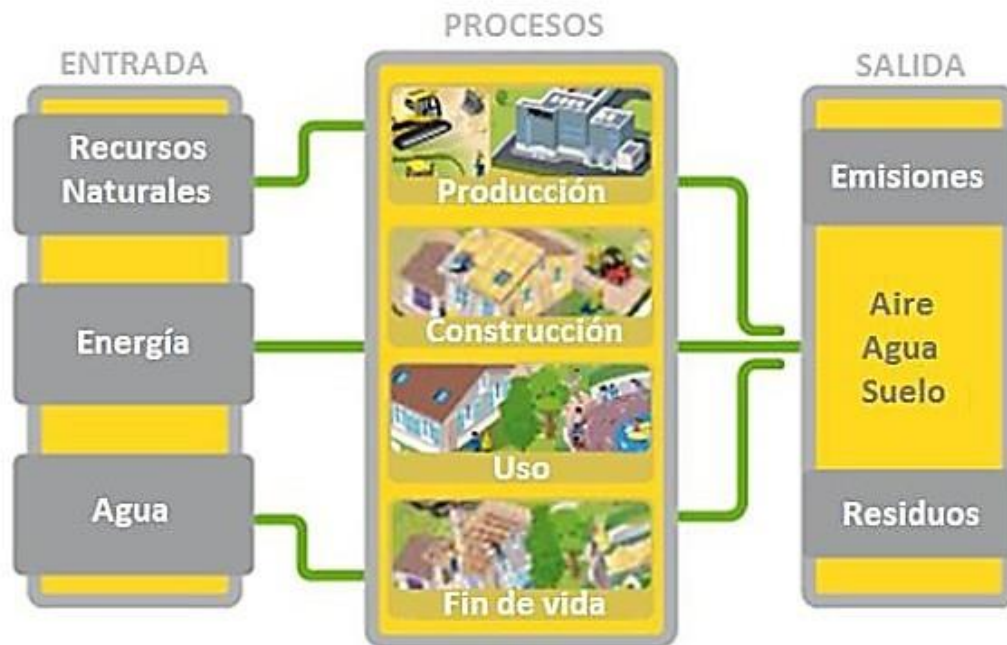 ENTRADA
Recursos
Naturales
Energía
Agua
PROCESOS
Producción
Construcción
Uso
Fin de vida
SALIDA
Emisiones
Aire
Agua
Suelo
Residuos